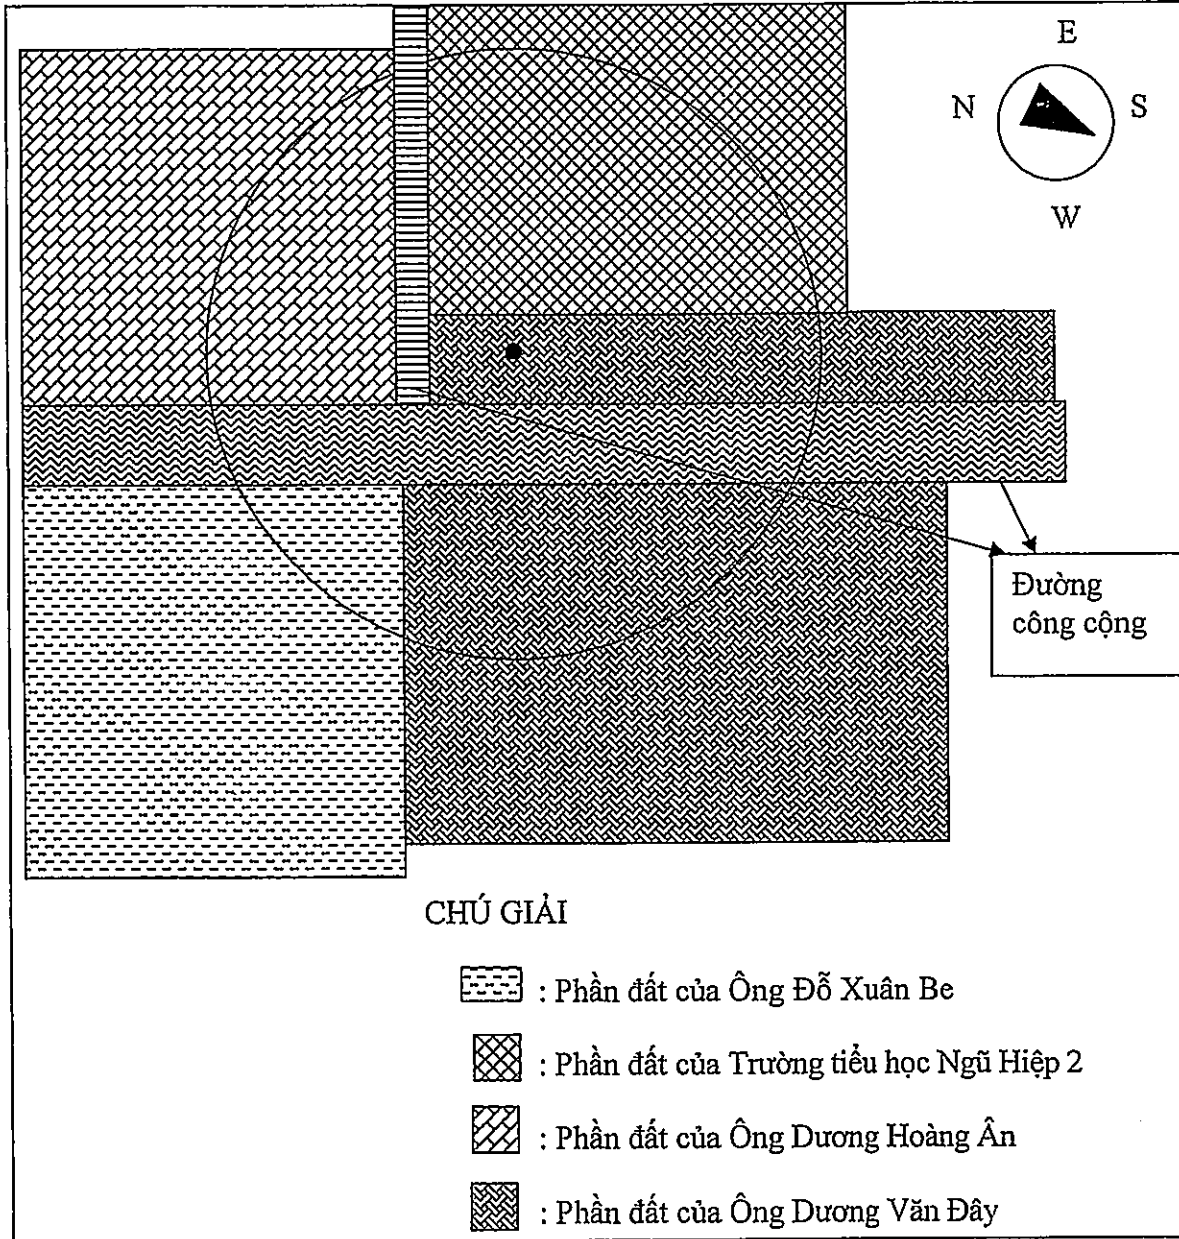 E
N
S
W
Đường
công cộng
CHÚ GIẢI
: Phần đất của Ông Đỗ Xuân Be
: Phần đất của Trường tiểu học Ngũ Hiệp 2
: Phần đất của Ông Dương Hoàng Ân
: Phần đất của Ông Dương Văn Đây